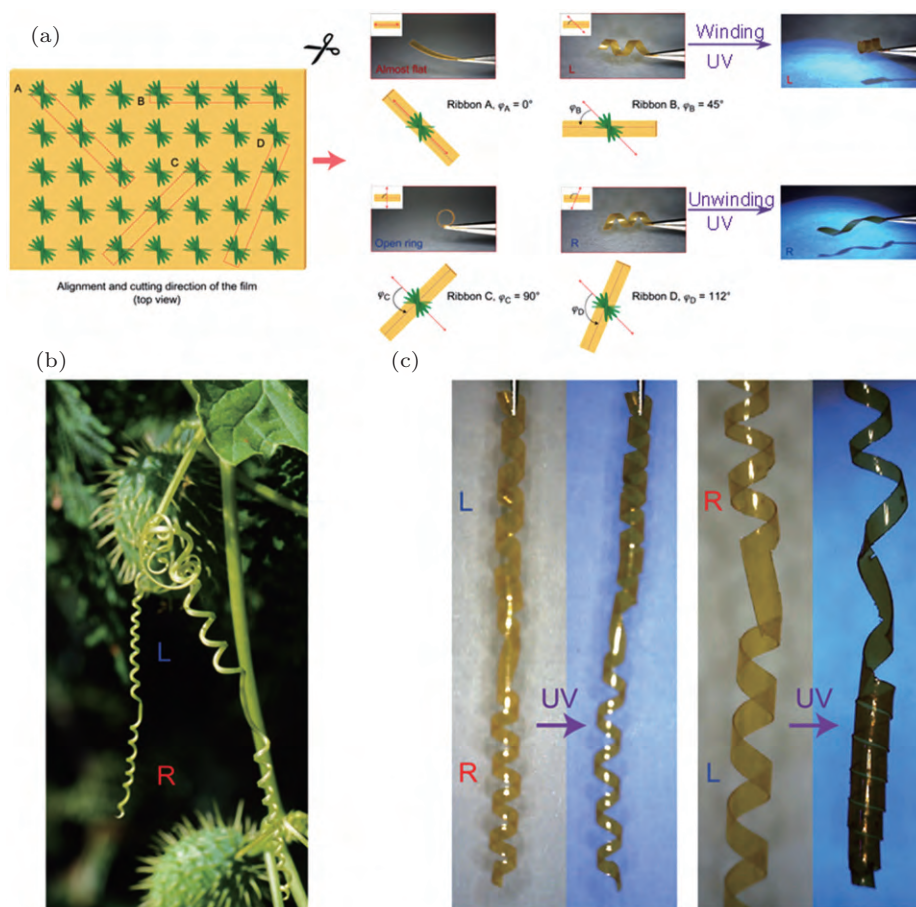 (a)
A
B
C
D
Alignment and cutting direction of the film
(top view)
Almost flat
Ribbon A, φA = 0°
L
Ribbon B, φB = 45°
φB
Winding
UV
L
Open ring
φC
Ribbon C, φC = 90°
R
φD
Ribbon D, φD = 112°
Unwinding
UV
R
(b)
L
R
(c)
L
R
UV
R
L
UV